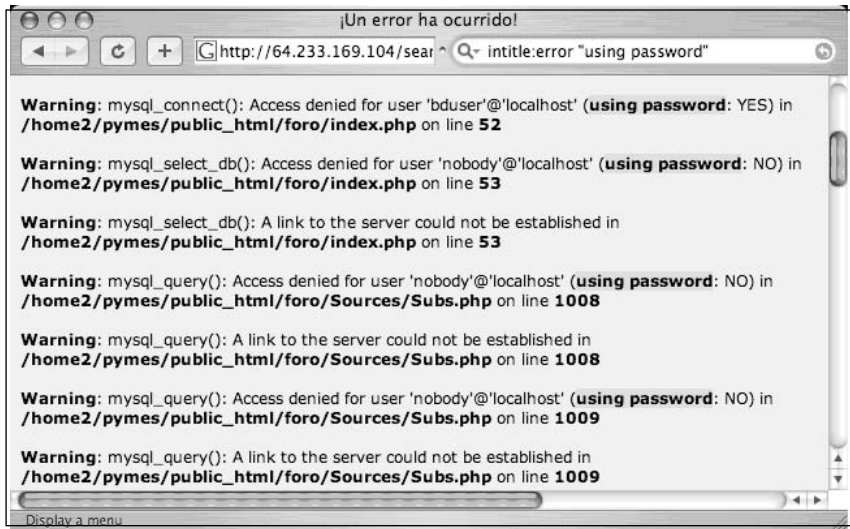 ¡Un error ha ocurrido!
G http://64.233.169.104/sear
intitle:error "using password"
Warning: mysql_connect(): Access denied for user 'bduser'@'localhost' (using password: YES) in
/home2/pymes/public_html/foro/index.php on line 52
Warning: mysql_select_db(): Access denied for user 'nobody'@'localhost' (using password: NO) in
/home2/pymes/public_html/foro/index.php on line 53
Warning: mysql_select_db(): A link to the server could not be established in
/home2/pymes/public_html/foro/index.php on line 53
Warning: mysql_query(): Access denied for user 'nobody'@'localhost' (using password: NO) in
/home2/pymes/public_html/foro/Sources/Subs.php on line 1008
Warning: mysql_query(): A link to the server could not be established in
/home2/pymes/public_html/foro/Sources/Subs.php on line 1008
Warning: mysql_query(): Access denied for user 'nobody'@'localhost' (using password: NO) in
/home2/pymes/public_html/foro/Sources/Subs.php on line 1009
Warning: mysql_query(): A link to the server could not be established in
/home2/pymes/public_html/foro/Sources/Subs.php on line 1009
Display a menu